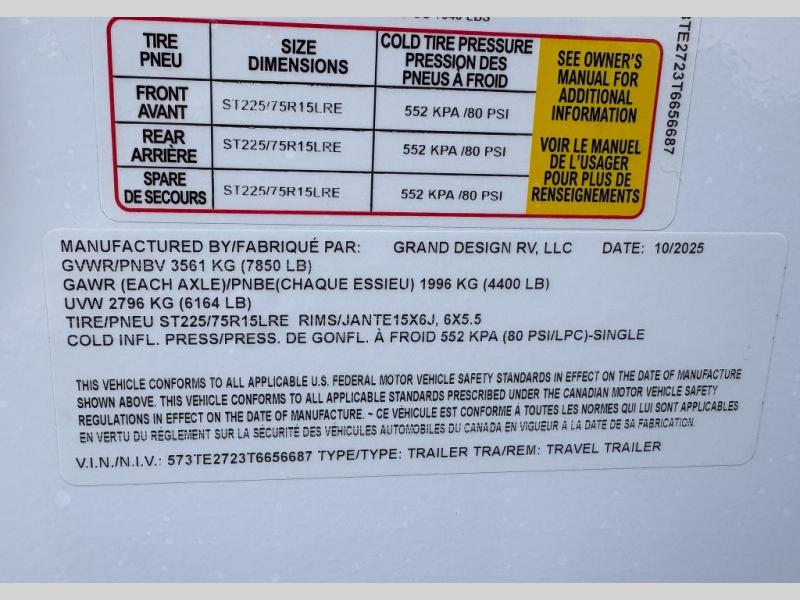 TIRE SIZE COLD TIRE PRESSURE SEE OWNER'S
PNEU DIMENSIONS PRESSION DES MANUAL FOR
PNEUS À FROID ADDITIONAL
INFORMATION
FRONT
AVANT ST225/75R15LRE 552 KPA /80 PSI
REAR
ARRIÈRE ST225/75R15LRE 552 KPA /80 PSI
VOIR LE MANUEL
DE L'USAGER
POUR PLUS DE
RENSEIGNEMENTS
SPARE
DE SECOURS ST225/75R15LRE 552 KPA /80 PSI
TE2723T6656687
MANUFACTURED BY/FABRIQUÉ PAR: GRAND DESIGN RV, LLC DATE: 10/2025
GVWR/PNBV 3561 KG (7850 LB)
GAWR (EACH AXLE)/PNBE(CHAQUE ESSIEU) 1996 KG (4400 LB)
UVW 2796 KG (6164 LB)
TIRE/PNEU ST225/75R15LRE RIMS/JANTE15X6J, 6X5.5
COLD INFL. PRESS/PRESS. DE GONFL. À FROID 552 KPA (80 PSI/LPC)-SINGLE
THIS VEHICLE CONFORMS TO ALL APPLICABLE U.S. FEDERAL MOTOR VEHICLE SAFETY STANDARDS IN EFFECT ON THE DATE OF MANUFACTURE
SHOWN ABOVE. THIS VEHICLE CONFORMS TO ALL APPLICABLE STANDARDS PRESCRIBED UNDER THE CANADIAN MOTOR VEHICLE SAFETY
REGULATIONS IN EFFECT ON THE DATE OF MANUFACTURE. ~ CE VÉHICULE EST CONFORME À TOUTES LES NORMES QUI LUI SONT APPLICABLES
EN VERTU DU RÉGLEMENT SUR LA SÉCURITÉ DES VÉHICULES AUTOMOBILES DU CANADA EN VIGUEUR A LA DATE DE SA FABRICATION.
V.I.N./N.I.V.: 573TE2723T6656687 TYPE/TYPE: TRAILER TRA/REM: TRAVEL TRAILER